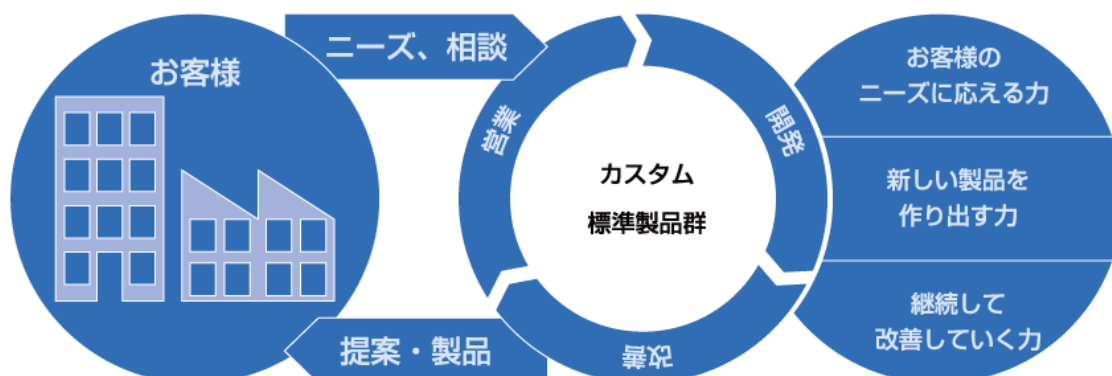 お客様
ニーズ、相談
提案・製品
営業
開発
改善
カスタム
標準製品群
お客様の
ニーズに応える力
新しい製品を
作り出す力
継続して
改善していく力